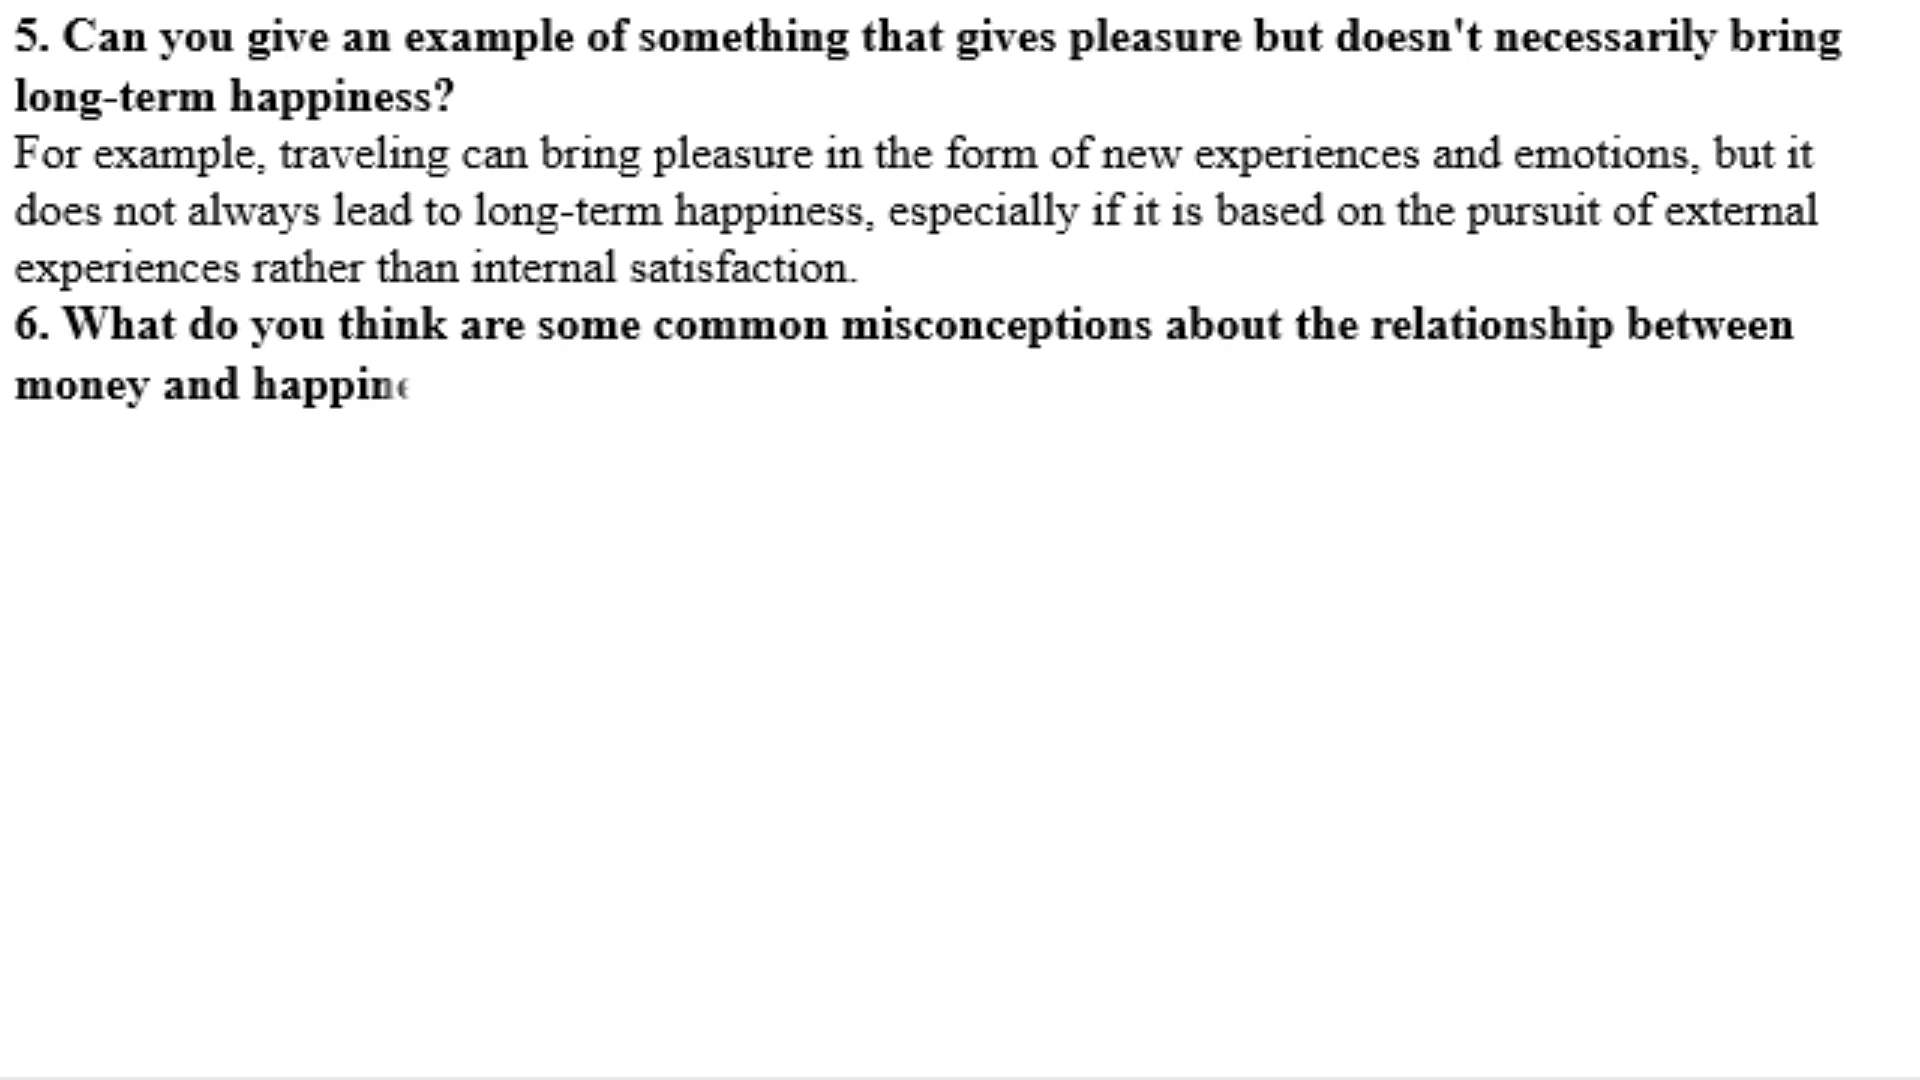 5. Can you give an example of something that gives pleasure but doesn't necessarily bring
long-term happiness?
For example, traveling can bring pleasure in the form of new experiences and emotions, but it
does not always lead to long-term happiness, especially if it is based on the pursuit of external
experiences rather than internal satisfaction.
6. What do you think are some common misconceptions about the relationship between
money and